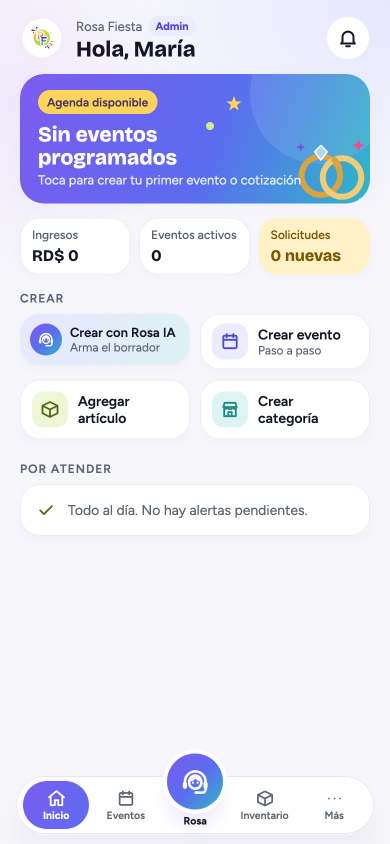 Rosa Fiesta Admin
Hola, María
Agenda disponible
Sin eventos
programados
Toca para crear tu primer evento o cotización
Ingresos
RD$ 0
Eventos activos
0
Solicitudes
0 nuevas
CREAR
Crear con Rosa IA
Arma el borrador
Crear evento
Paso a paso
Agregar
artículo
Crear
categoría
POR ATENDER
Todo al día. No hay alertas pendientes.
Inicio
Eventos
Rosa
Inventario
Más